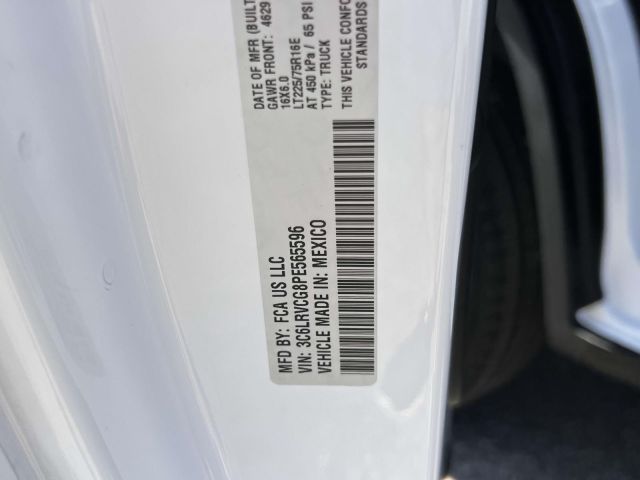 MFD BY: FCA US LLC
VIN: 3C6LRVCG8PE565596
VEHICLE MADE IN: MEXICO
DATE OF MFR (BUILT
GAWR FRONT: 4629
16X6.0
LT225/75R16E
AT 450 kPa / 65 PSI
TYPE: TRUCK
THIS VEHICLE CONFO
STANDARDS